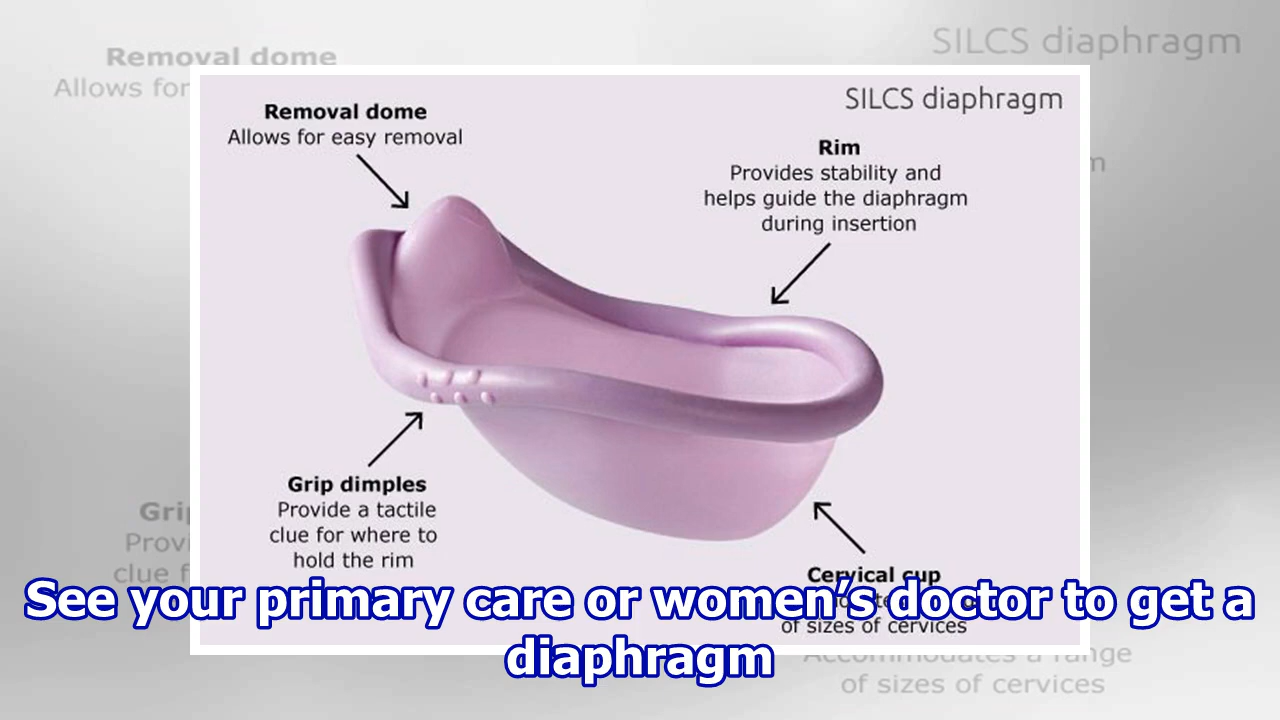 Removal dome
Allows for
SILCS diaphragm
SILCS diaphragm
Removal dome
Allows for easy removal
Rim
Provides stability and
helps guide the diaphragm
during insertion
Grip dimples
Provide a tactile
clue for where to
hold the rim
Cervical cup
of sizes of cervices
See your primary care or women's doctor to get a
diaphragm
Accommodates a range
of sizes of cervices